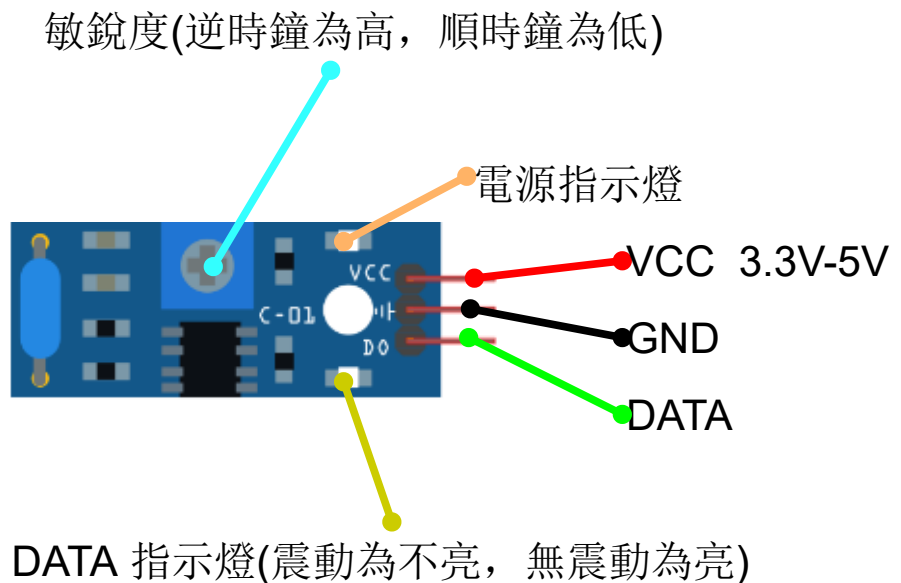 敏銳度(逆時鐘為高，順時鐘為低)
電源指示燈
VCC
VCC 3.3V-5V
C-01
GND
DO
DATA
DATA 指示燈(震動為不亮，無震動為亮)